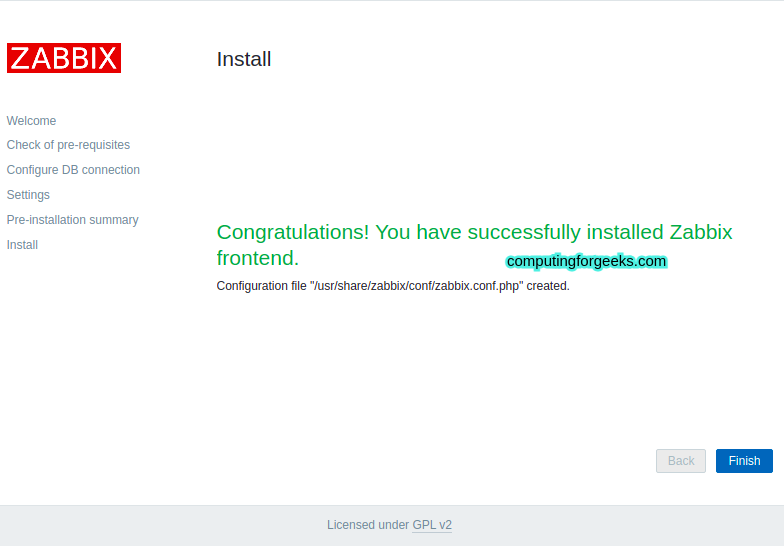 ZABBIX
Install
Welcome
Check of pre-requisites
Configure DB connection
Settings
Pre-installation summary
Install
Congratulations! You have successfully installed Zabbix
frontend.
computingforgeeks.com
Configuration file "/usr/share/zabbix/conf/zabbix.conf.php" created.
Back
Finish
Licensed under GPL v2